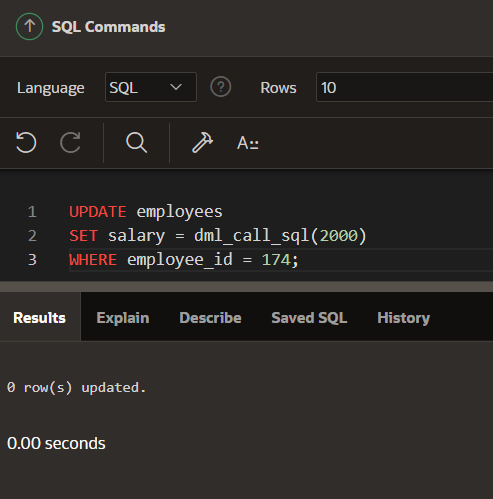 SQL Commands
Language SQL ? Rows 10
A::
1 UPDATE employees
2 SET salary = dml_call_sql(2000)
3 WHERE employee_id = 174;
Results Explain Describe Saved SQL History
0 row(s) updated.
0.00 seconds